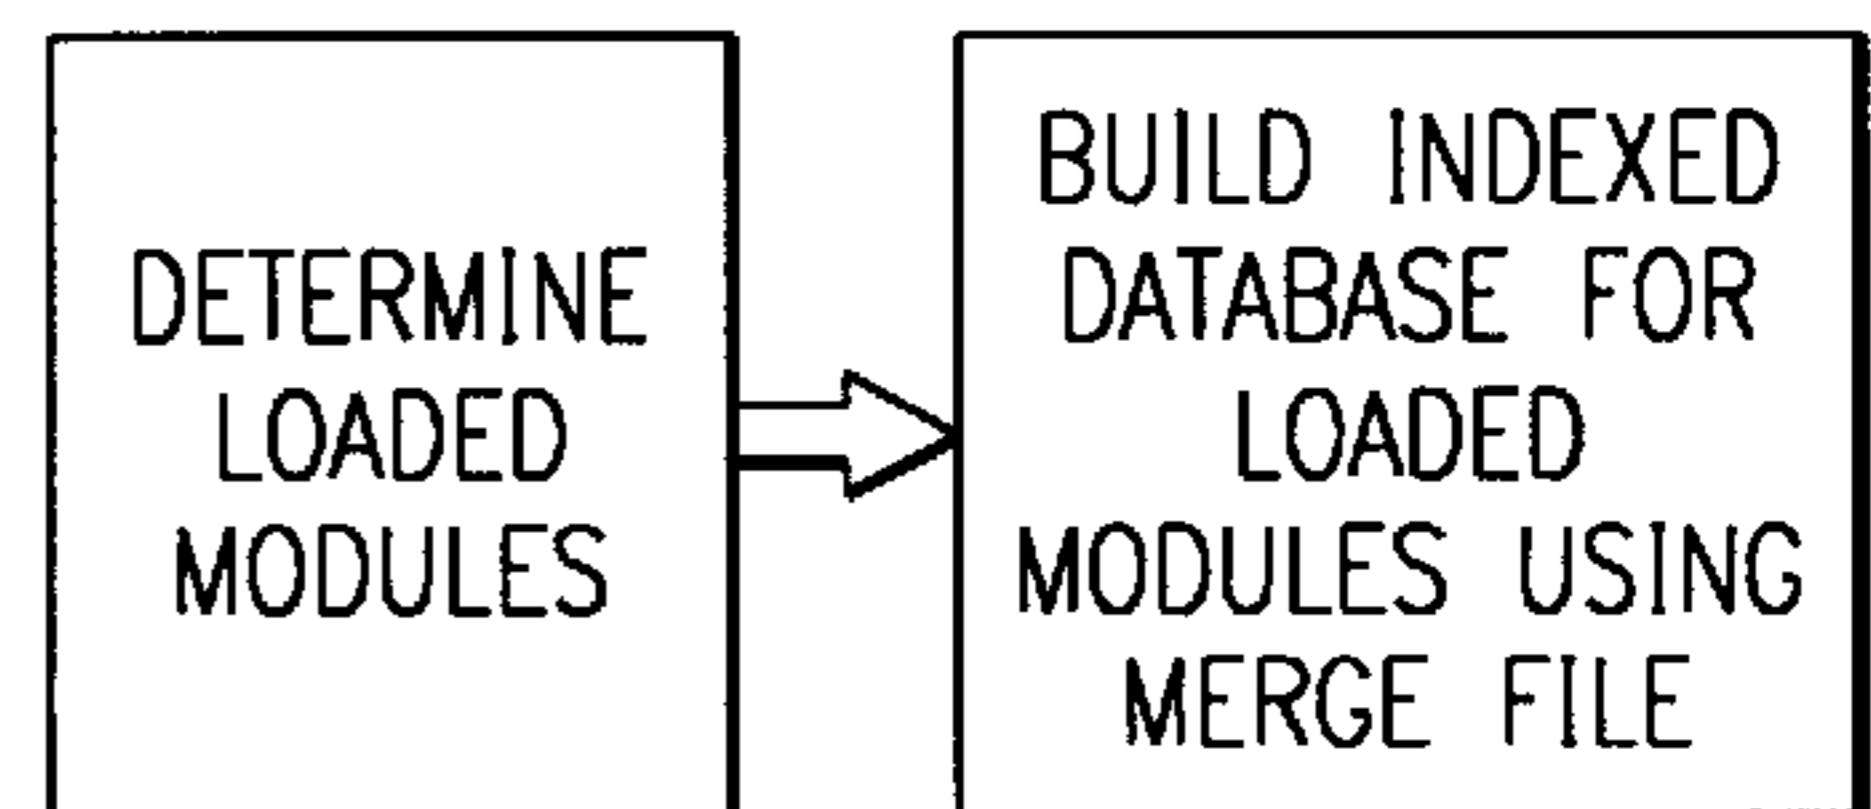 DETERMINE
LOADED
MODULES
BUILD INDEXED
DATABASE FOR
LOADED
MODULES USING
MERGE FILE